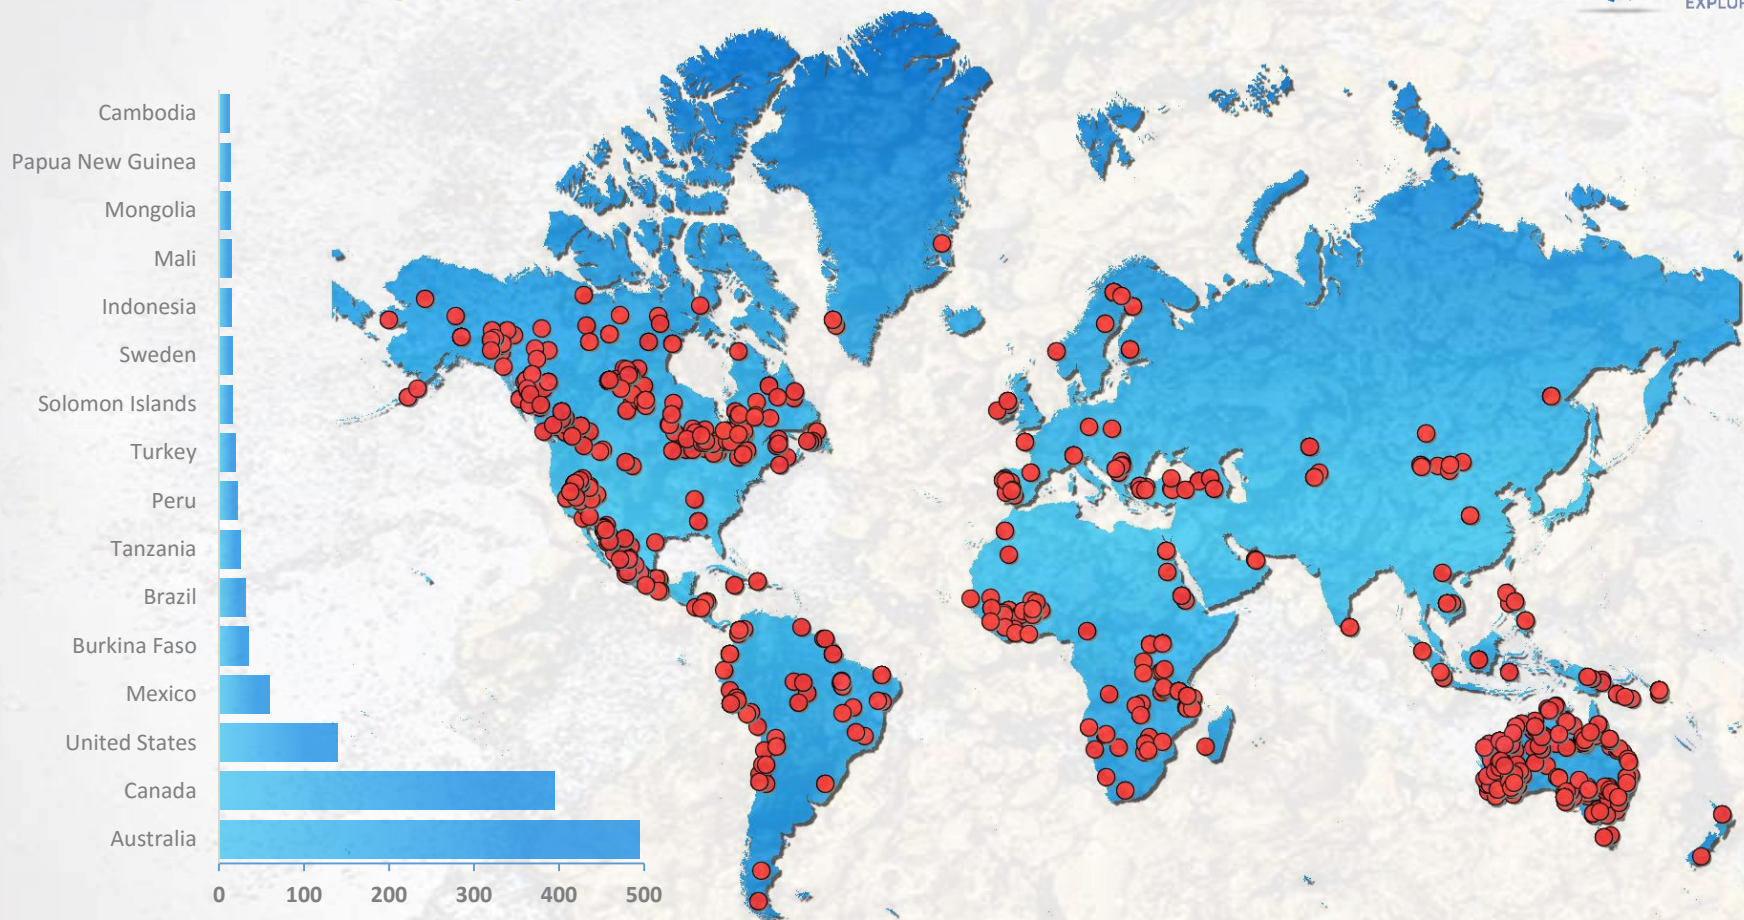 Cambodia
Papua New Guinea
Mongolia
Mali
Indonesia
Sweden
Solomon Islands
Turkey
Peru
Tanzania
Brazil
Burkina Faso
Mexico
United States
Canada
Australia
0 100 200 300 400 500